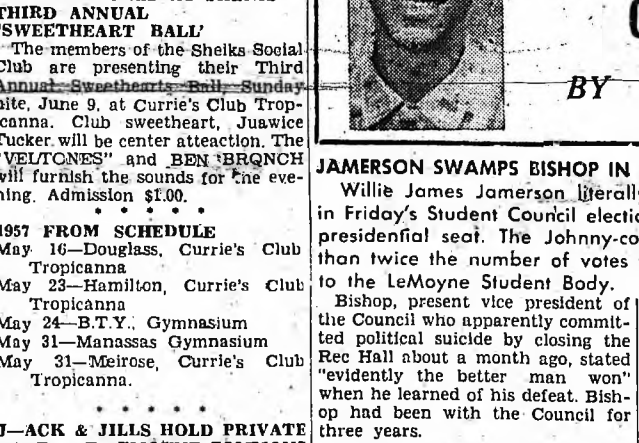 THIRD ANNUAL
'SWEETHEART BALL'
The members of the Sheiks Social
Club are presenting their Third
Annual Sweethearts Ball, Sunday
nite, June 9, at Currie's Club Trop-
icanna. Club sweetheart, Juawice
Tucker will be center atteaction. The
"VELTONES" and BEN BRQNCH
will furnish the sounds for the eve-
ning. Admission $1.00.
* * * * *
1957 FROM SCHEDULE
May 16—Douglass, Currie's Club
Tropicanna
May 23—Hamilton, Currie's Club
Tropicanna
May 24—B.T.Y., Gymnasium
May 31—Manassas Gymnasium
May 31—Meirose, Currie's Club
Tropicanna.
* * * * *
J—ACK & JILLS HOLD PRIVATE
BY
JAMERSON SWAMPS BISHOP IN
Willie James Jamerson literall
in Friday's Student Council electic
presidential seat. The Johnny-co
than twice the number of votes
to the LeMoyne Student Body.
Bishop, present vice president of
the Council who apparently commit-
ted political suicide by closing the
Rec Hall about a month ago, stated
"evidently the better man won"
when he learned of his defeat. Bish-
op had been with the Council for
three years.